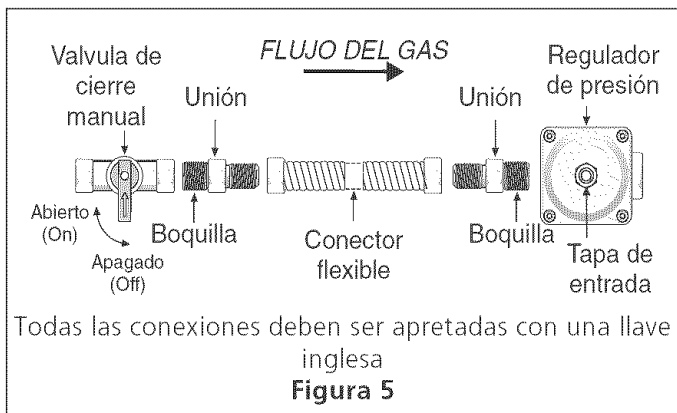 FLUJO DEL GAS
Valvula de
cierre
manual
Unión
Unión
Regulador
de presión
Abierto
(On)
Apagado
(Off)
Boquilla
Conector
flexible
Boquilla
Tapa de
entrada
Todas las conexiones deben ser apretadas con una llave
inglesa
Figura 5